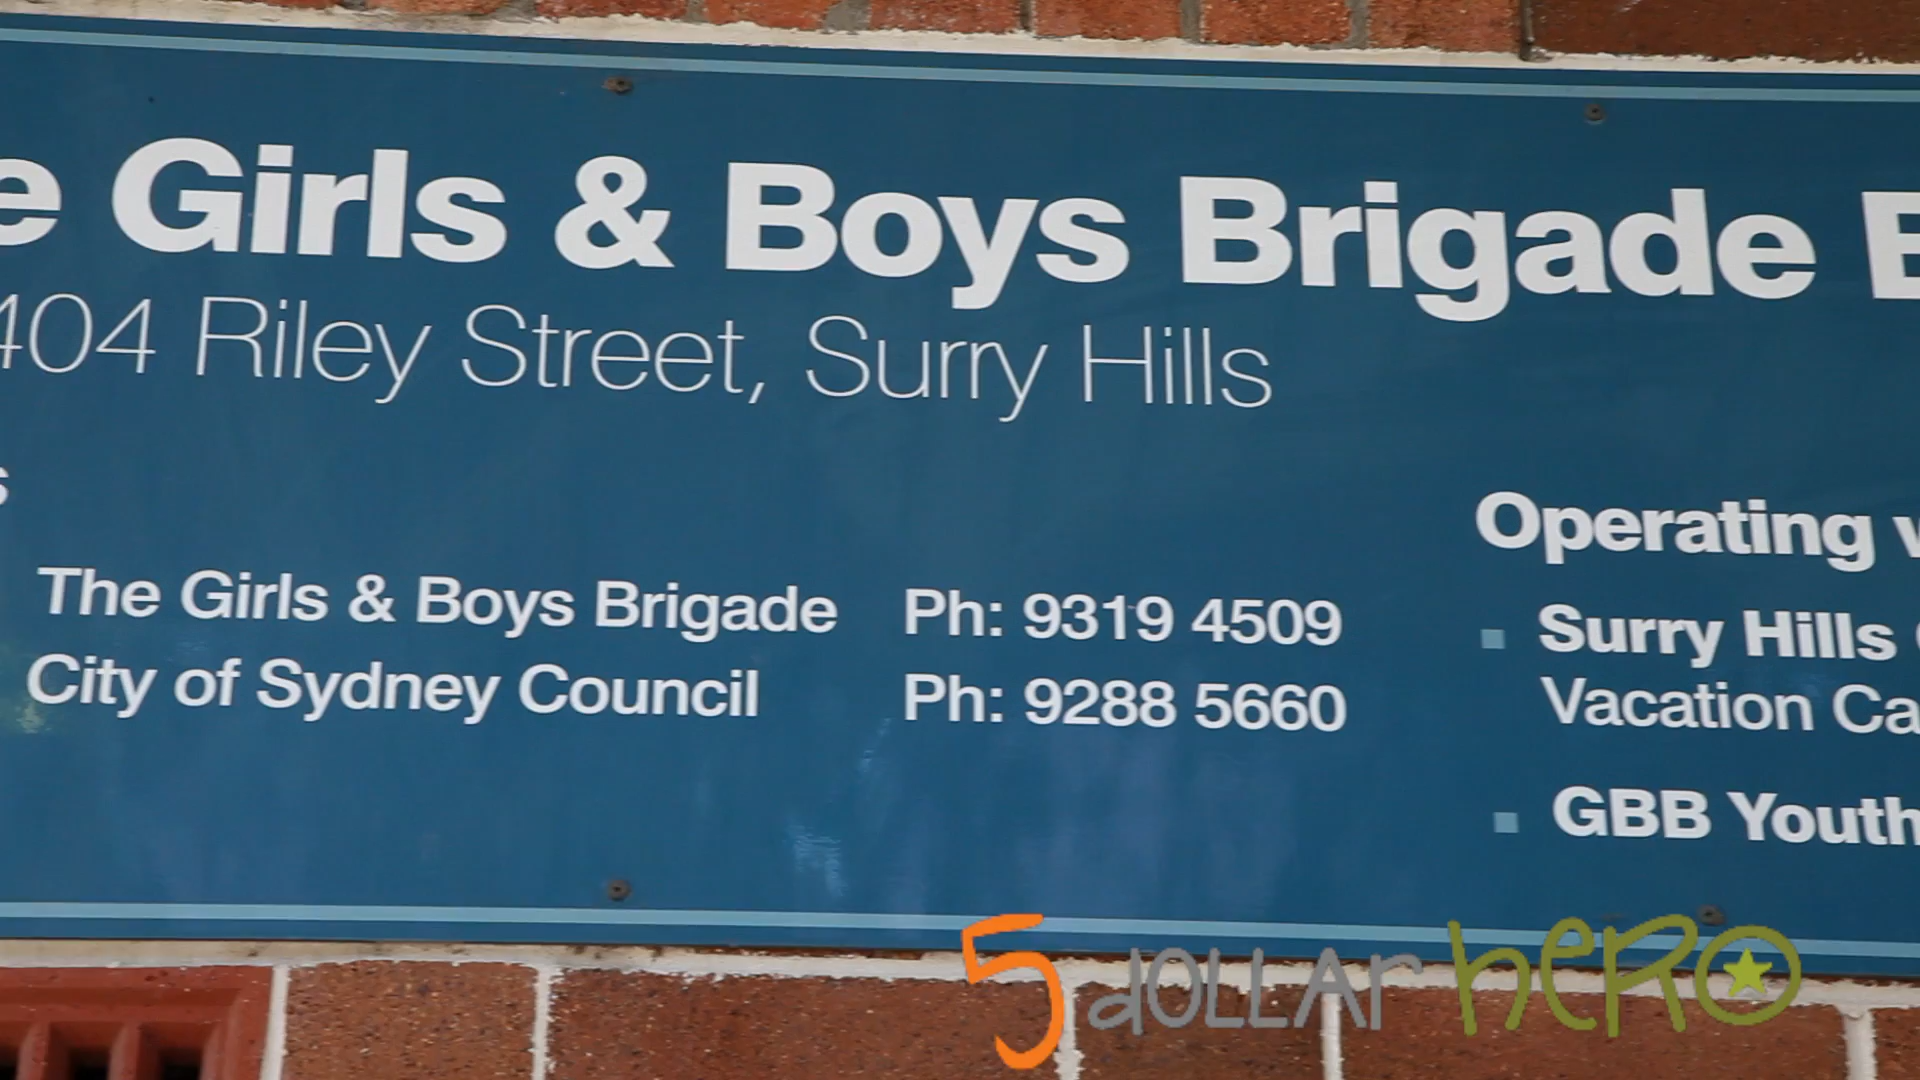 e Girls & Boys Brigade B
404 Riley Street, Surry Hills
s
Operating
The Girls & Boys Brigade Ph: 9319 4509
City of Sydney Council Ph: 9288 5660
Surry Hills
Vacation Ca
GBB Youth
5 dollar hero